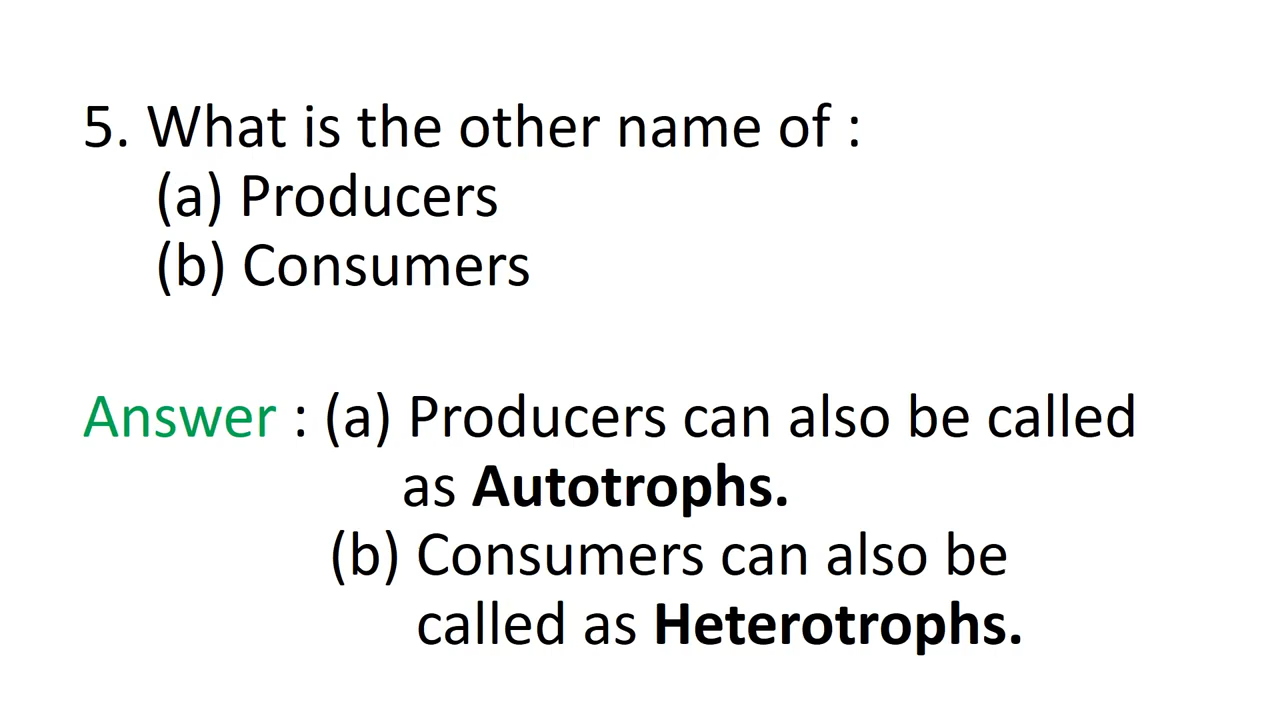 5. What is the other name of :
(a) Producers
(b) Consumers
Answer : (a) Producers can also be called
as Autotrophs.
(b) Consumers can also be
called as Heterotrophs.